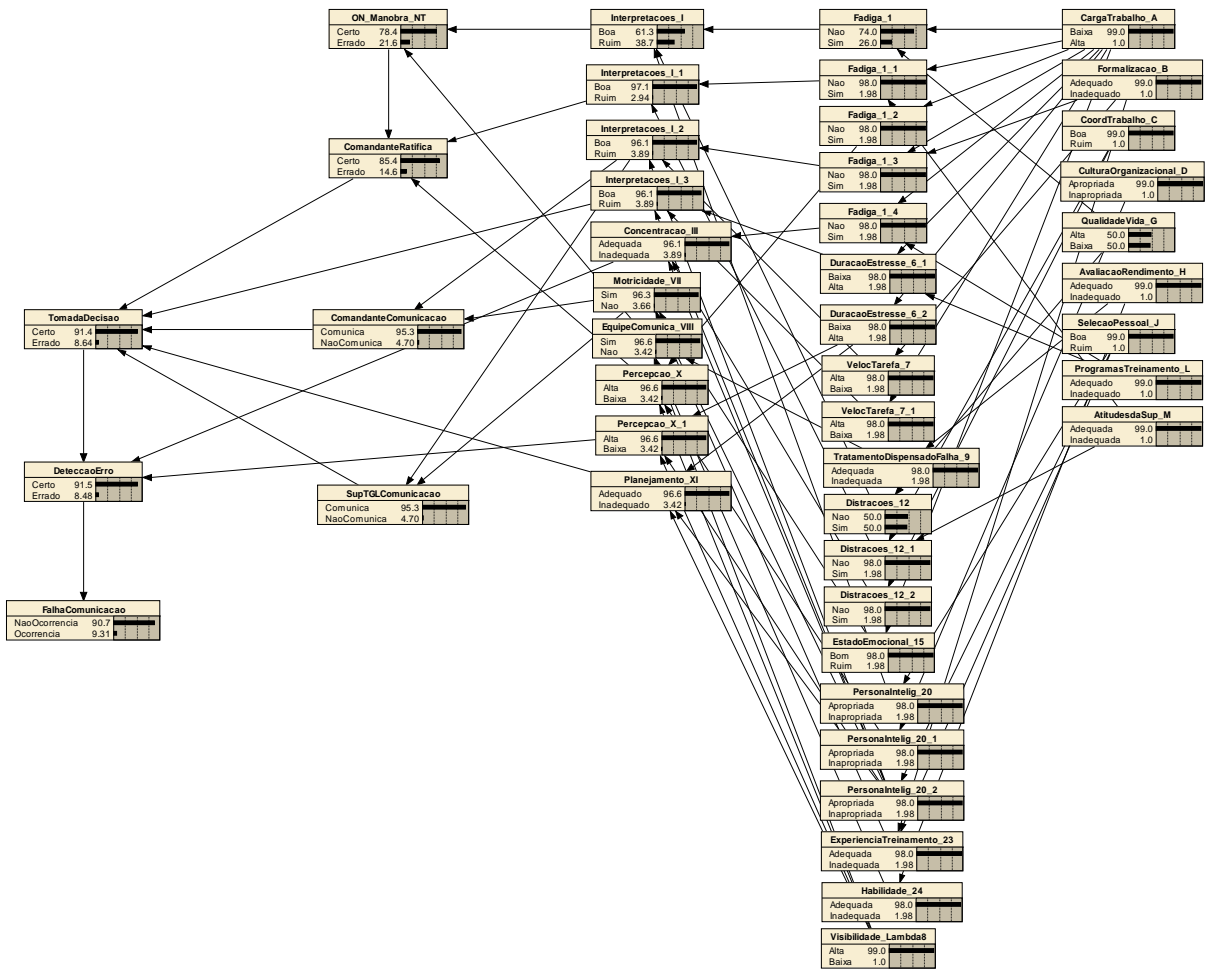 ON_Manobra_NT
Certo 78.4
Errado 21.6
ComandanteRatifica
Certo 85.4
Errado 14.6
TomadaDecisao
Certo 91.4
Errado 8.64
ComandanteComunicacao
Comunica 95.3
NaoComunica 4.70
DeteccaoErro
Certo 91.5
Errado 8.48
SupTGLComunicacao
Comunica 95.3
NaoComunica 4.70
FalhaComunicacao
NaoOcorrencia 90.7
Ocorrencia 9.31
Interpretacoes_I
Boa 61.3
Ruim 38.7
Interpretacoes_I_1
Boa 97.1
Ruim 2.94
Interpretacoes_I_2
Boa 96.1
Ruim 3.89
Interpretacoes_I_3
Boa 96.1
Ruim 3.89
Concentracao_III
Adequada 96.1
Inadequada 3.89
Motricidade_VII
Sim 96.3
Nao 3.66
EquipeComunica_VIII
Sim 96.6
Nao 3.42
Percepcao_X
Alta 96.6
Baixa 3.42
Percepcao_X_1
Alta 96.6
Baixa 3.42
Planejamento_XI
Adequado 96.6
Inadequado 3.42
Fadiga_1
Nao 74.0
Sim 26.0
Fadiga_1_1
Nao 98.0
Sim 1.98
Fadiga_1_2
Nao 98.0
Sim 1.98
Fadiga_1_3
Nao 98.0
Sim 1.98
Fadiga_1_4
Nao 98.0
Sim 1.98
DuracaoEstresse_6_1
Baixa 98.0
Alta 1.98
DuracaoEstresse_6_2
Baixa 98.0
Alta 1.98
VelocTarefa_7
Alta 98.0
Baixa 1.98
VelocTarefa_7_1
Alta 98.0
Baixa 1.98
TratamentoDispensadoFalha_9
Adequada 98.0
Inadequada 1.98
Distracoes_12
Nao 50.0
Sim 50.0
Distracoes_12_1
Nao 98.0
Sim 1.98
Distracoes_12_2
Nao 98.0
Sim 1.98
EstadoEmocional_15
Bom 98.0
Ruim 1.98
PersonaIntelig_20
Apropriada 98.0
Inapropriada 1.98
PersonaIntelig_20_1
Apropriada 98.0
Inapropriada 1.98
PersonaIntelig_20_2
Apropriada 98.0
Inapropriada 1.98
ExperienciaTreinamento_23
Adequada 98.0
Inadequada 1.98
Habilidade_24
Adequada 98.0
Inadequada 1.98
Visibilidade_Lambda8
Alta 99.0
Baixa 1.0
CargaTrabalho_A
Baixa 99.0
Alta 1.0
Formalizacao_B
Adequado 99.0
Inadequado 1.0
CoordTrabalho_C
Boa 99.0
Ruim 1.0
CulturaOrganizacional_D
Apropriada 99.0
Inapropriada 1.0
QualidadeVida_G
Alta 50.0
Baixa 50.0
AvaliacaoRendimento_H
Adequada 99.0
Inadequada 1.0
SelecaoPessoal_J
Boa 99.0
Ruim 1.0
ProgramasTreinamento_L
Adequado 99.0
Inadequado 1.0
AtitudesdaSup_M
Adequada 99.0
Inadequada 1.0